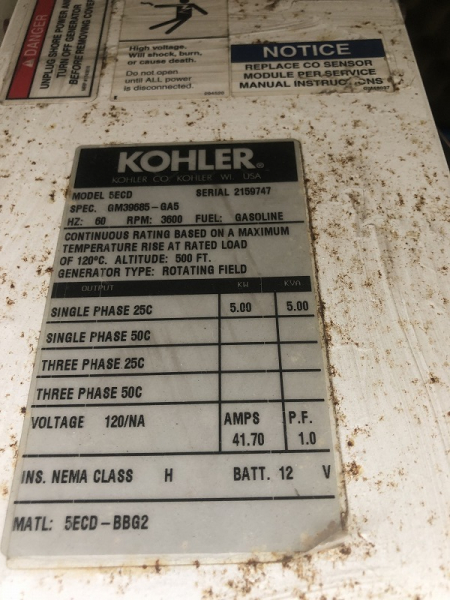 DANGER
UNPLUG SHORE POWER AND
TURN OFF GENERATOR
BEFORE REMOVING COVER
High voltage.
will shock, burn,
or cause death.
Do not open
until ALL power
is disconnected.
NOTICE
REPLACE CO SENSOR
MODULE PER SERVICE
MANUAL INSTRUC ONS
KOHLER®
KOHLER CO. KOHLER WI. USA
MODEL 5ECD SERIAL 2159747
SPEC. GM39685-GA5
HZ: 60 RPM: 3600 FUEL: GASOLINE
CONTINUOUS RATING BASED ON A MAXIMUM
TEMPERATURE RISE AT RATED LOAD
OF 120°C. ALTITUDE: 500 FT.
GENERATOR TYPE: ROTATING FIELD
OUTPUT KW KVA
SINGLE PHASE 25C 5.00 5.00
SINGLE PHASE 50C
THREE PHASE 25C
THREE PHASE 50C
VOLTAGE 120/NA AMPS P.F.
41.70 1.0
INS. NEMA CLASS H BATT. 12 V
MATL: 5ECD-BBG2